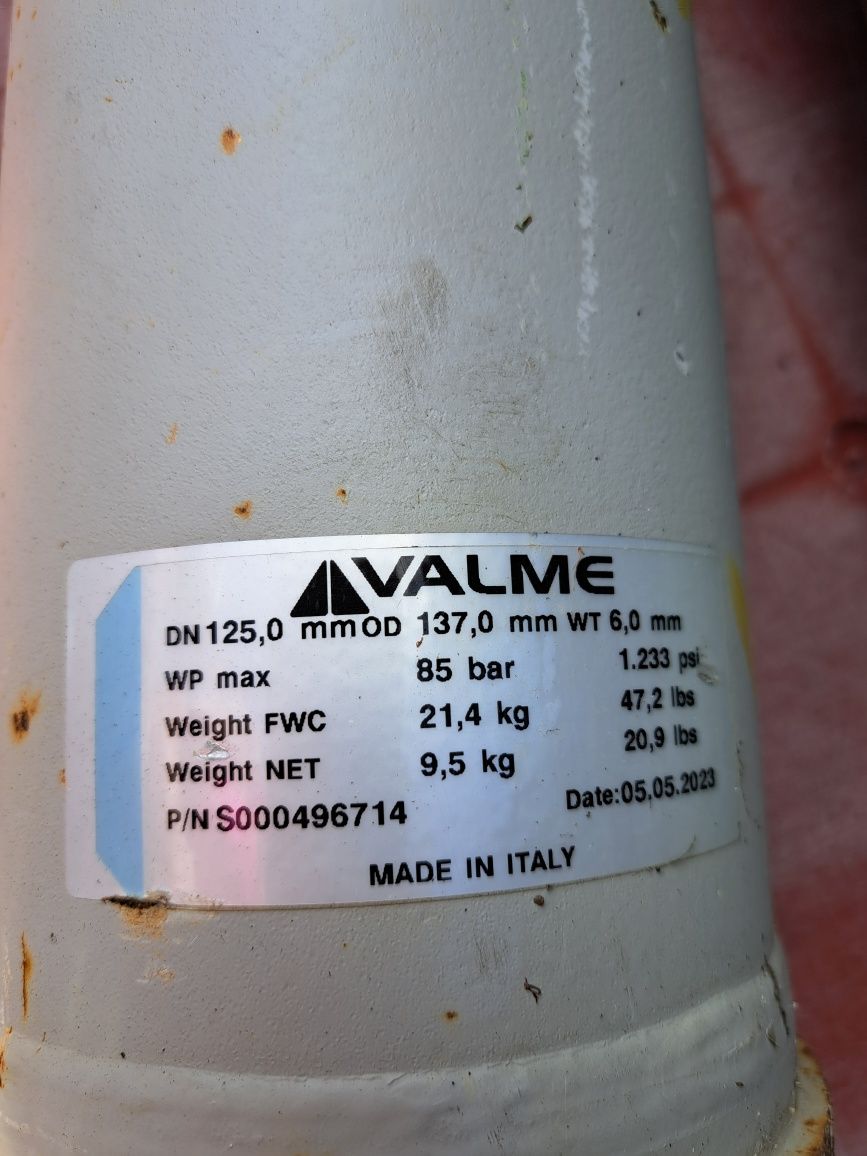 VALME
DN 125,0 mm OD 137,0 mm WT 6,0 mm
WP max 85 bar 1.233 psi
Weight FWC 21,4 kg 47,2 lbs
Weight NET 9,5 kg 20,9 lbs
P/N S000496714 Date:05.05.2023
MADE IN ITALY